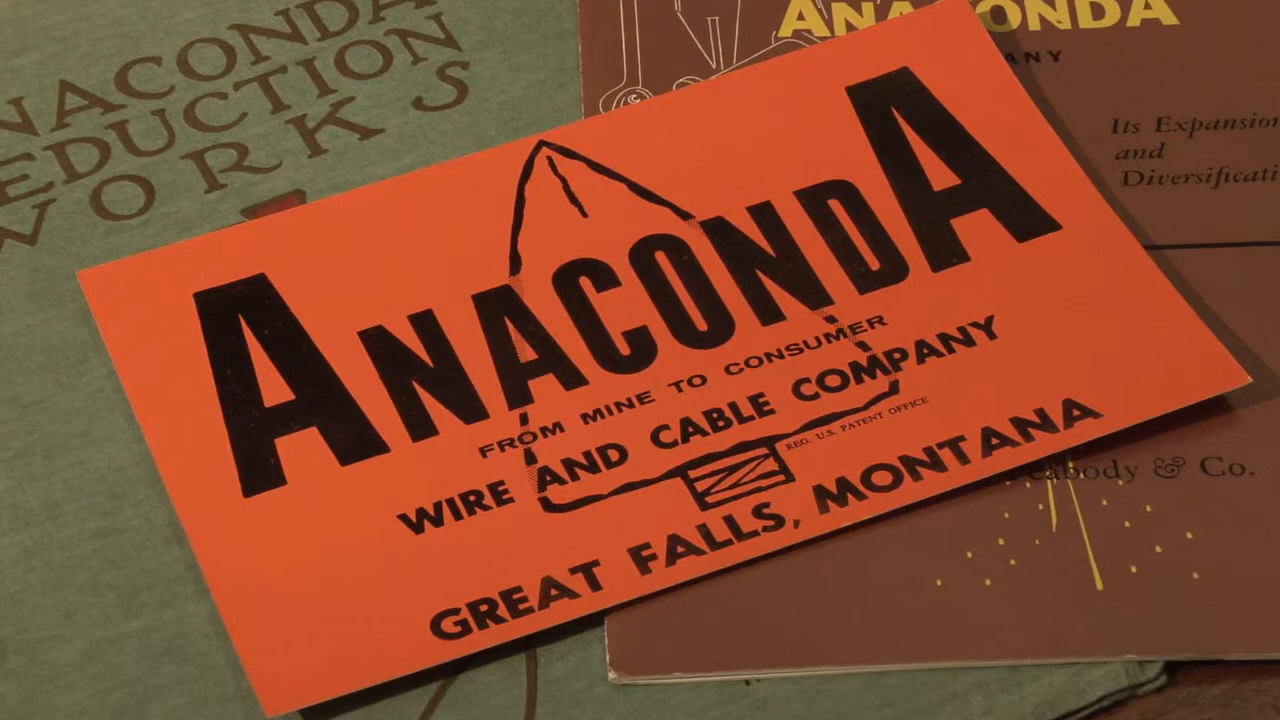 ANACONDA
REDUCTION
WORKS
ANACONDA
Its Expansion
and
Peabody & Co.
ANACONDA
FROM MINE TO CONSUMER
WIRE AND CABLE COMPANY
REG. U.S. PATENT OFFICE
GREAT FALLS, MONTANA